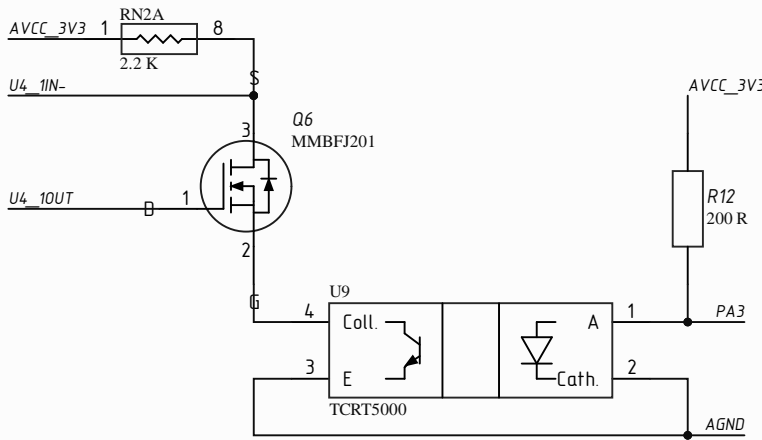 RN2A
AVCC_3V3 1 8
2.2 K
S
U4_1IN-
AVCC_3V3
Q6
3
MMBFJ201
R12
200 R
U4_1OUT D 1
2
G
U9
4 Coll. A 1 PA3
3 E Cath. 2
TCRT5000
AGND